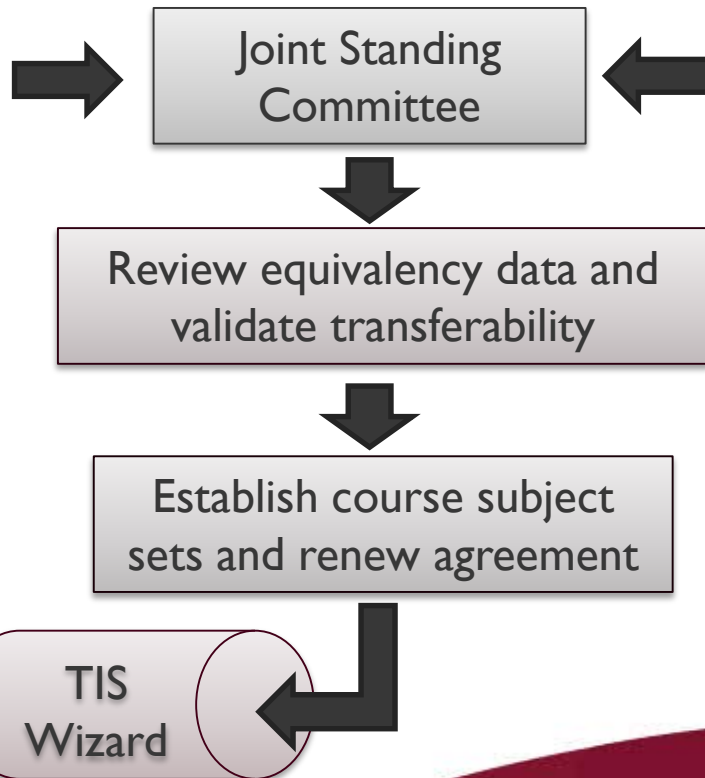 Joint Standing
Committee
Review equivalency data and
validate transferability
Establish course subject
sets and renew agreement
TIS
Wizard